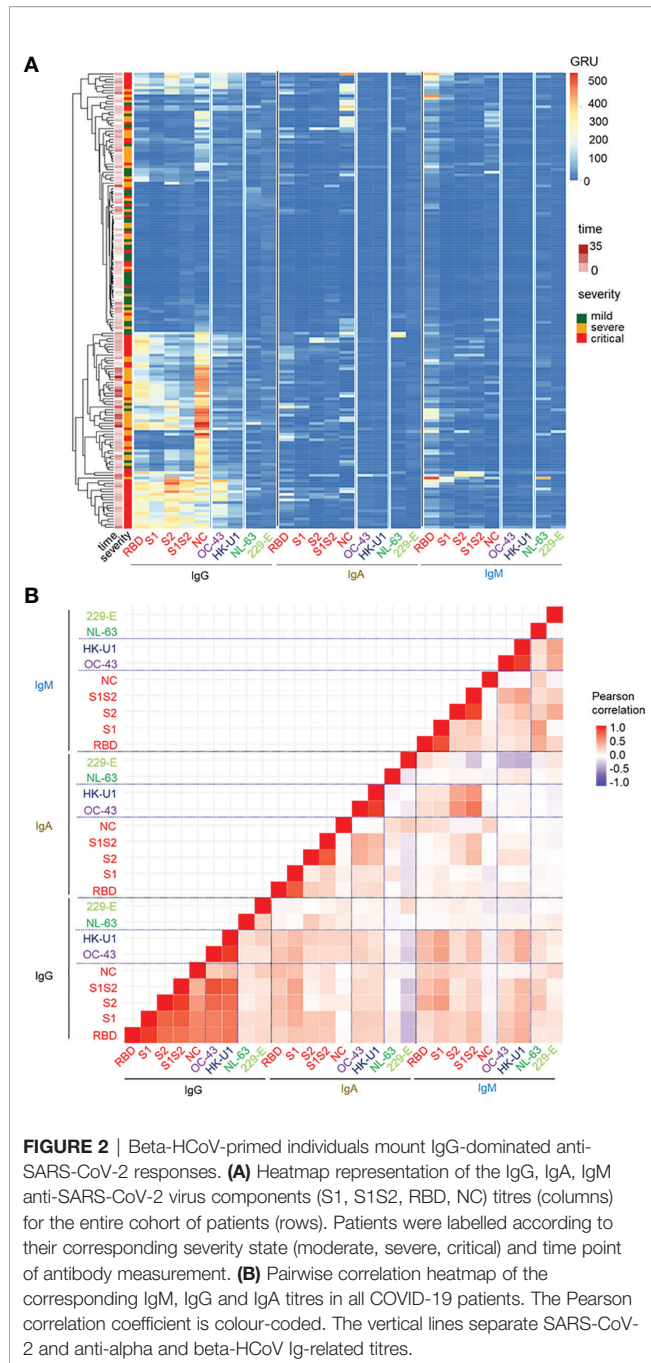 A
GRU
500
400
300
200
100
0
time
35
0
severity
mild
severe
critical
time
severity
RBD
S1
S2
S1S2
NC
OC-43
HK-U1
NL-63
229-E
RBD
S1
S2
S1S2
NC
OC-43
HK-U1
NL-63
229-E
RBD
S1
S2
S1S2
NC
OC-43
HK-U1
NL-63
229-E
IgG
IgA
IgM
B
229-E
NL-63
HK-U1
OC-43
NC
S1S2
S2
S1
RBD
IgM
229-E
NL-63
HK-U1
OC-43
NC
S1S2
S2
S1
RBD
IgA
229-E
NL-63
HK-U1
OC-43
NC
S1S2
S2
S1
RBD
IgG
Pearson
correlation
1.0
0.5
0.0
-0.5
-1.0
RBD
S1
S2
S1S2
NC
OC-43
HK-U1
NL-63
229-E
RBD
S1
S2
S1S2
NC
OC-43
HK-U1
NL-63
229-E
RBD
S1
S2
S1S2
NC
OC-43
HK-U1
NL-63
229-E
IgG
IgA
IgM
FIGURE 2 | Beta-HCoV-primed individuals mount IgG-dominated anti-
SARS-CoV-2 responses. (A) Heatmap representation of the IgG, IgA, IgM
anti-SARS-CoV-2 virus components (S1, S1S2, RBD, NC) titres (columns)
for the entire cohort of patients (rows). Patients were labelled according to
their corresponding severity state (moderate, severe, critical) and time point
of antibody measurement. (B) Pairwise correlation heatmap of the
corresponding IgM, IgG and IgA titres in all COVID-19 patients. The Pearson
correlation coefficient is colour-coded. The vertical lines separate SARS-CoV-
2 and anti-alpha and beta-HCoV Ig-related titres.